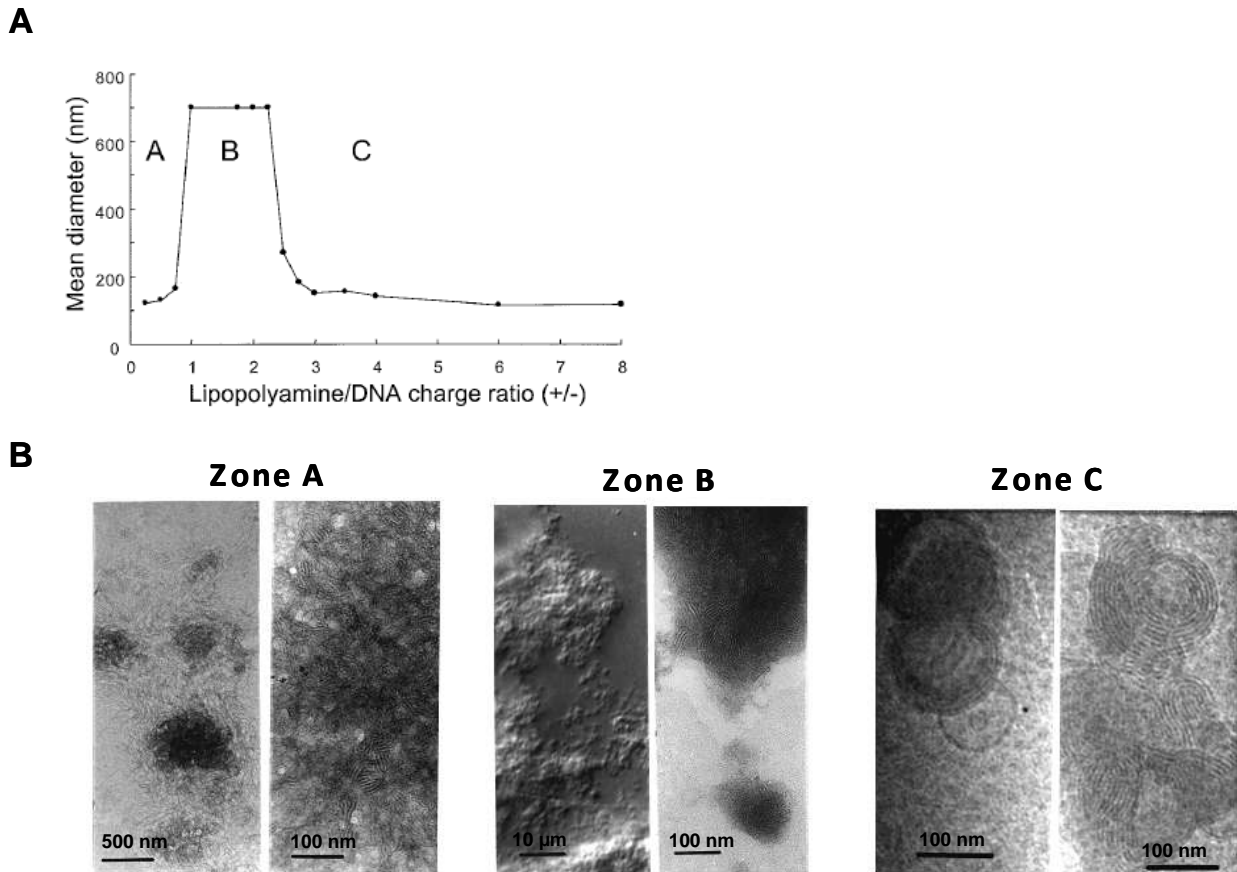 A
800
600
400
200
0
Mean diameter (nm)
A B C
0 1 2 3 4 5 6 7 8
Lipopolyamine/DNA charge ratio (+/-)
B
Zone A Zone B Zone C
500 nm 100 nm 10 µm 100 nm 100 nm 100 nm